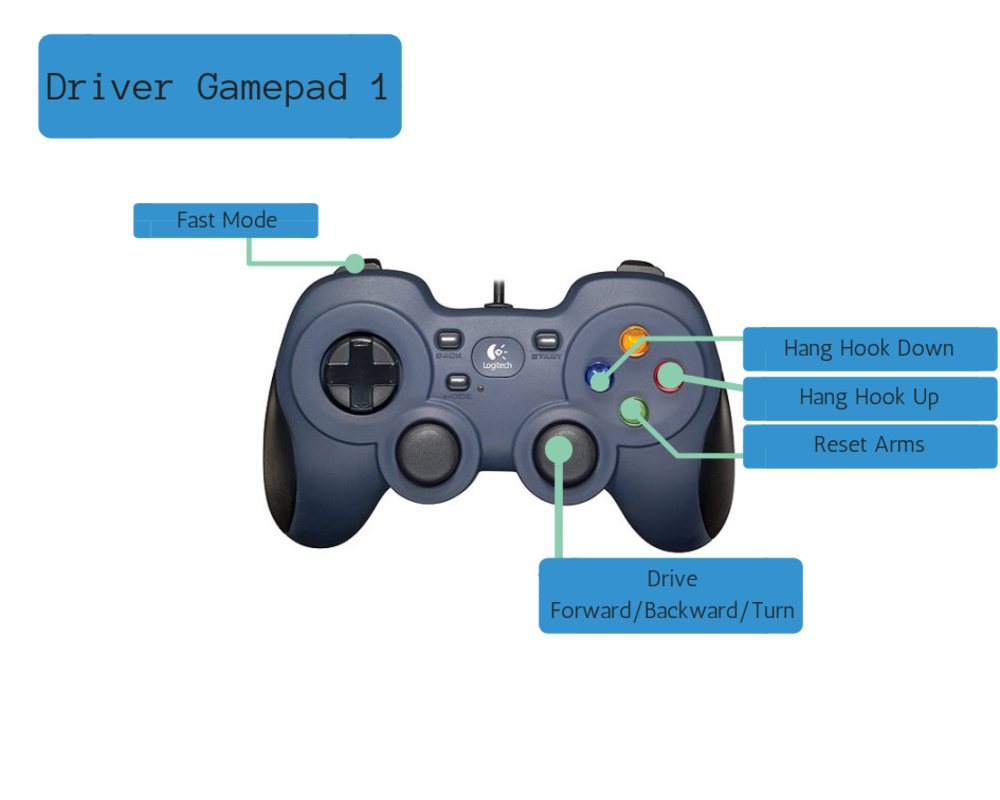 Driver Gamepad 1
Fast Mode
BACK
START
Logitech
MODE
Hang Hook Down
Hang Hook Up
Reset Arms
Drive
Forward/Backward/Turn